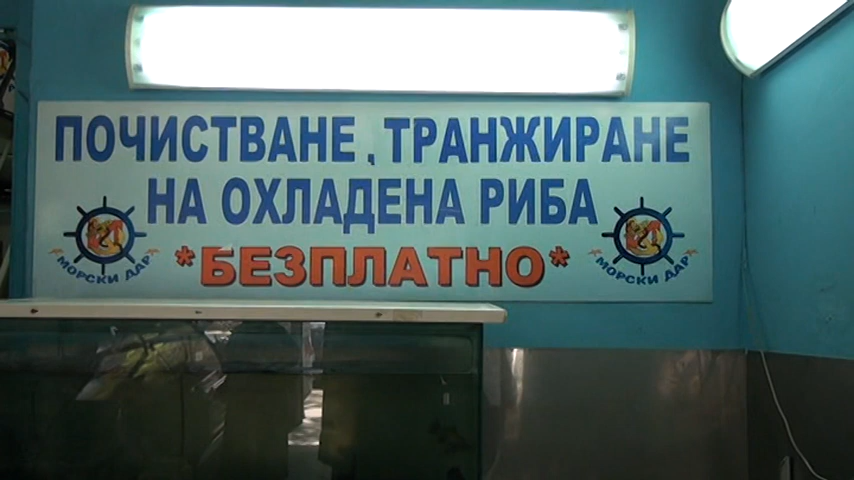 ПОЧИСТВАНЕ, ТРАНЖИРАНЕ
НА ОХЛАДЕНА РИБА
*БЕЗПЛАТНО*
МОРСКИ ДАР
МОРСКИ ДАР